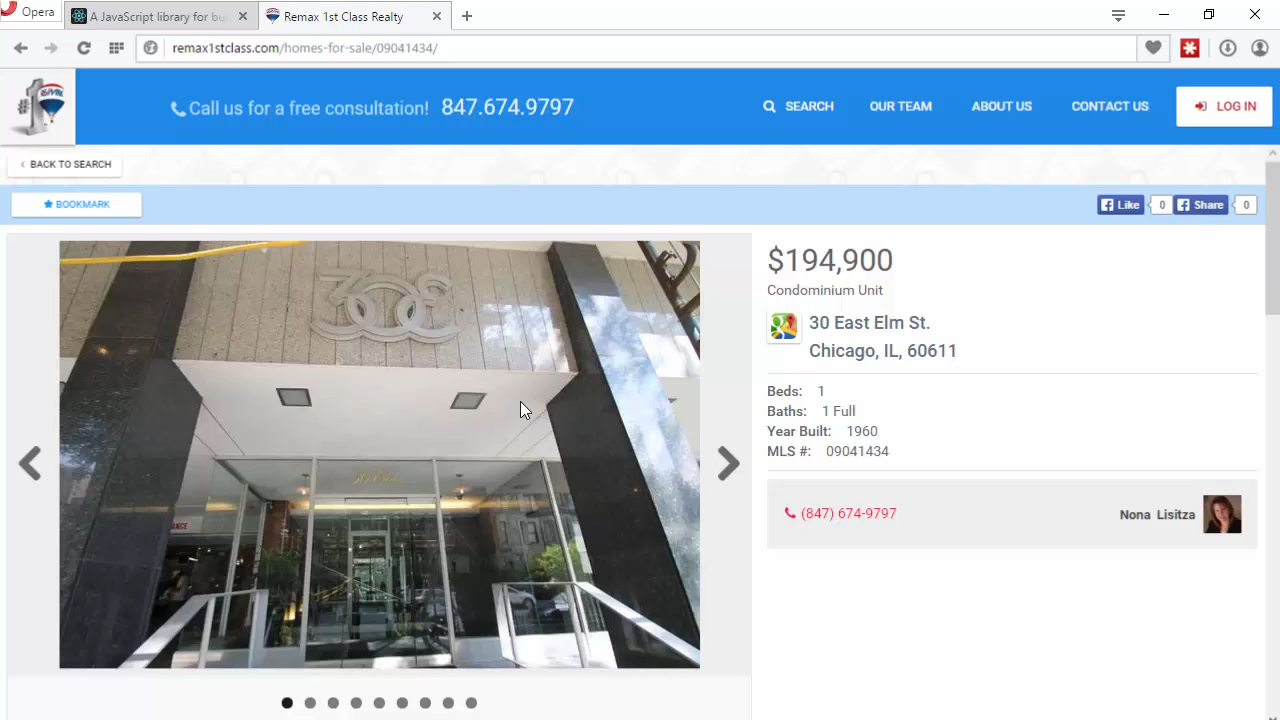 Opera
A JavaScript library for bu
Remax 1st Class Realty
remax1stclass.com/homes-for-sale/09041434/
Call us for a free consultation! 847.674.9797
SEARCH
OUR TEAM
ABOUT US
CONTACT US
LOG IN
BACK TO SEARCH
BOOKMARK
Like 0
Share 0
$194,900
Condominium Unit
30 East Elm St.
Chicago, IL, 60611
Beds: 1
Baths: 1 Full
Year Built: 1960
MLS #: 09041434
(847) 674-9797
Nona Lisitza
30E